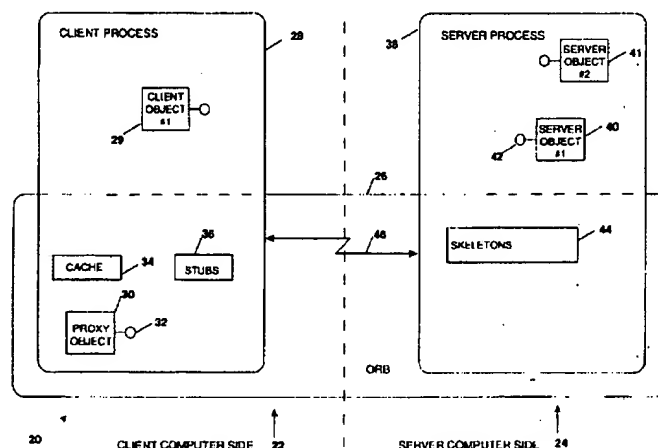 CLIENT PROCESS
28
38
SERVER PROCESS
SERVER
OBJECT
#2
41
CLIENT
OBJECT
#1
29
SERVER
OBJECT
#1
40
42
26
36
46
44
CACHE
34
STUBS
SKELETONS
30
PROXY
OBJECT
32
ORB
20
CLIENT COMPUTER SIDE
22
SERVER COMPUTER SIDE
24